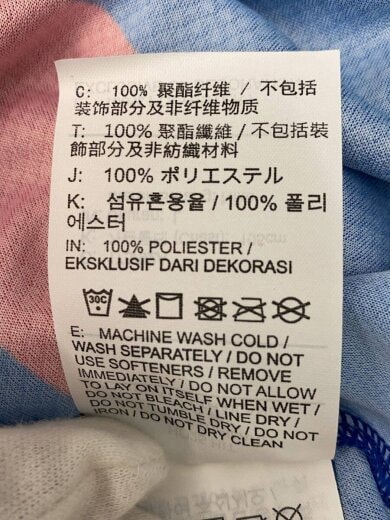 C: 100% 聚酯纤维 / 不包括
装饰部分及非纤维物质
T: 100% 聚酯纖維 / 不包括裝
飾部分及非紡織材料
J: 100% ポリエステル
K: 섬유혼용율 / 100% 폴리
에스터
IN: 100% POLIESTER /
EKSKLUSIF DARI DEKORASI
30C
E: MACHINE WASH COLD /
WASH SEPARATELY / DO NOT
USE SOFTENERS / REMOVE
IMMEDIATELY / DO NOT ALLOW
TO LAY ON ITSELF WHEN WET /
DO NOT BLEACH / LINE DRY /
DO NOT TUMBLE DRY / DO NOT
IRON / DO NOT DRY CLEAN